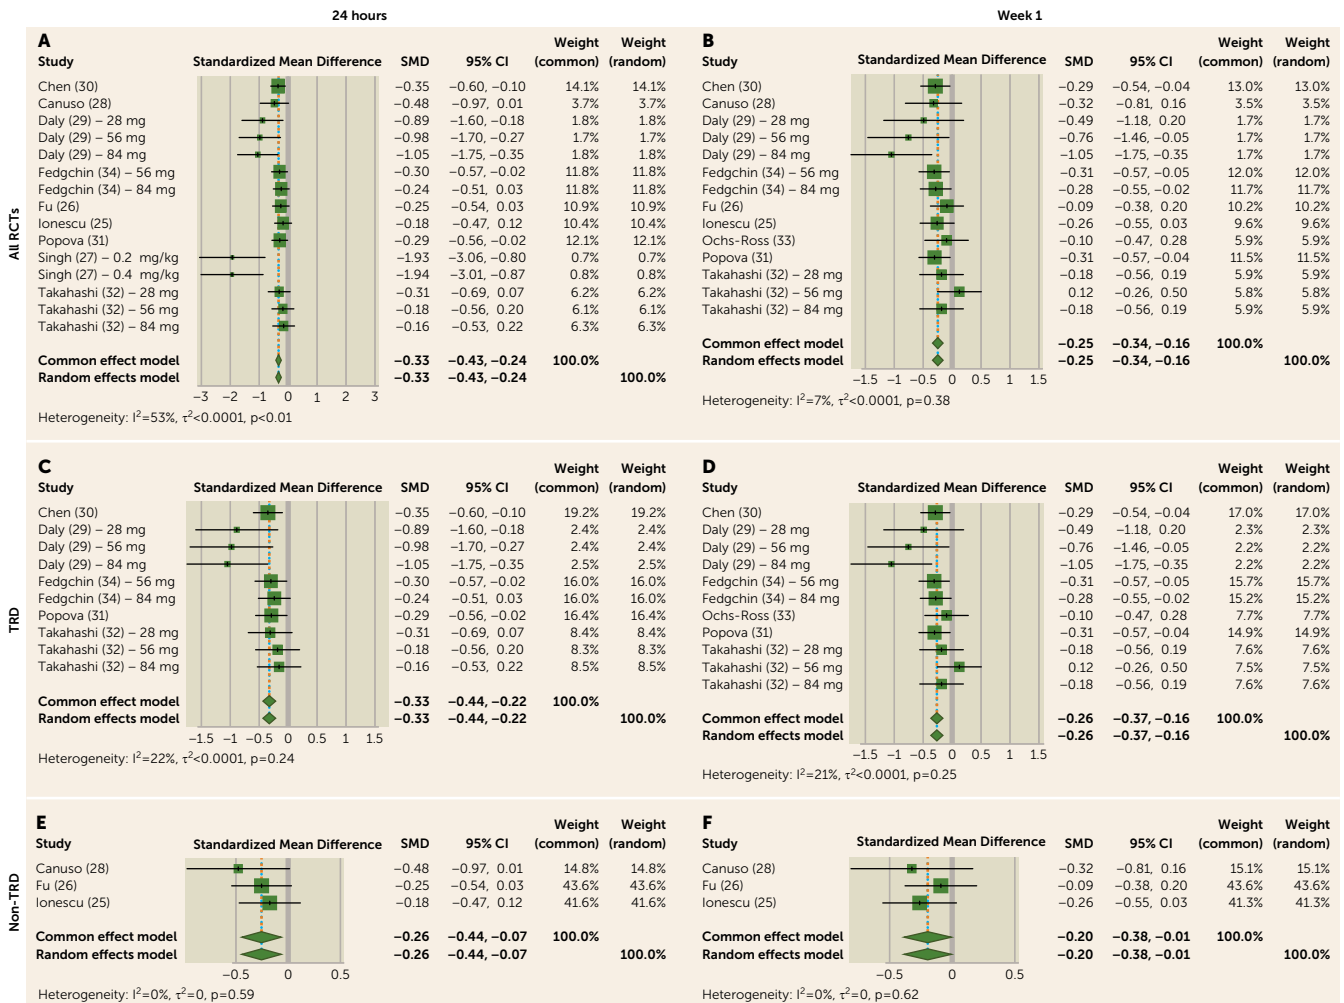 24 hours
Week 1
All RCTs
A
Weight Weight
Study Standardized Mean Difference SMD 95% CI (common) (random)
Chen (30) −0.35 −0.60, −0.10 14.1% 14.1%
Canuso (28) −0.48 −0.97, 0.01 3.7% 3.7%
Daly (29) – 28 mg −0.89 −1.60, −0.18 1.8% 1.8%
Daly (29) – 56 mg −0.98 −1.70, −0.27 1.7% 1.7%
Daly (29) – 84 mg −1.05 −1.75, −0.35 1.8% 1.8%
Fedgchin (34) – 56 mg −0.30 −0.57, −0.02 11.8% 11.8%
Fedgchin (34) – 84 mg −0.24 −0.51, 0.03 11.8% 11.8%
Fu (26) −0.25 −0.54, 0.03 10.9% 10.9%
Ionescu (25) −0.18 −0.47, 0.12 10.4% 10.4%
Popova (31) −0.29 −0.56, −0.02 12.1% 12.1%
Singh (27) – 0.2 mg/kg −1.93 −3.06, −0.80 0.7% 0.7%
Singh (27) – 0.4 mg/kg −1.94 −3.01, −0.87 0.8% 0.8%
Takahashi (32) – 28 mg −0.31 −0.69, 0.07 6.2% 6.2%
Takahashi (32) – 56 mg −0.18 −0.56, 0.20 6.1% 6.1%
Takahashi (32) – 84 mg −0.16 −0.53, 0.22 6.3% 6.3%
Common effect model −0.33 −0.43, −0.24 100.0%
Random effects model −0.33 −0.43, −0.24 100.0%
−3 −2 −1 0 1 2 3
Heterogeneity: I²=53%, τ²<0.0001, p<0.01
B
Weight Weight
Study Standardized Mean Difference SMD 95% CI (common) (random)
Chen (30) −0.29 −0.54, −0.04 13.0% 13.0%
Canuso (28) −0.32 −0.81, 0.16 3.5% 3.5%
Daly (29) – 28 mg −0.49 −1.18, 0.20 1.7% 1.7%
Daly (29) – 56 mg −0.76 −1.46, −0.05 1.7% 1.7%
Daly (29) – 84 mg −1.05 −1.75, −0.35 1.7% 1.7%
Fedgchin (34) – 56 mg −0.31 −0.57, −0.05 12.0% 12.0%
Fedgchin (34) – 84 mg −0.28 −0.55, −0.02 11.7% 11.7%
Fu (26) −0.09 −0.38, 0.20 10.2% 10.2%
Ionescu (25) −0.26 −0.55, 0.03 9.6% 9.6%
Ochs-Ross (33) −0.10 −0.47, 0.28 5.9% 5.9%
Popova (31) −0.31 −0.57, −0.04 11.5% 11.5%
Takahashi (32) – 28 mg −0.18 −0.56, 0.19 5.9% 5.9%
Takahashi (32) – 56 mg 0.12 −0.26, 0.50 5.8% 5.8%
Takahashi (32) – 84 mg −0.18 −0.56, 0.19 5.9% 5.9%
Common effect model −0.25 −0.34, −0.16 100.0%
Random effects model −0.25 −0.34, −0.16 100.0%
−1.5 −1 −0.5 0 0.5 1 1.5
Heterogeneity: I²=7%, τ²<0.0001, p=0.38
TRD
C
Weight Weight
Study Standardized Mean Difference SMD 95% CI (common) (random)
Chen (30) −0.35 −0.60, −0.10 19.2% 19.2%
Daly (29) – 28 mg −0.89 −1.60, −0.18 2.4% 2.4%
Daly (29) – 56 mg −0.98 −1.70, −0.27 2.4% 2.4%
Daly (29) – 84 mg −1.05 −1.75, −0.35 2.5% 2.5%
Fedgchin (34) – 56 mg −0.30 −0.57, −0.02 16.0% 16.0%
Fedgchin (34) – 84 mg −0.24 −0.51, 0.03 16.0% 16.0%
Popova (31) −0.29 −0.56, −0.02 16.4% 16.4%
Takahashi (32) – 28 mg −0.31 −0.69, 0.07 8.4% 8.4%
Takahashi (32) – 56 mg −0.18 −0.56, 0.20 8.3% 8.3%
Takahashi (32) – 84 mg −0.16 −0.53, 0.22 8.5% 8.5%
Common effect model −0.33 −0.44, −0.22 100.0%
Random effects model −0.33 −0.44, −0.22 100.0%
−1.5 −1 −0.5 0 0.5 1 1.5
Heterogeneity: I²=22%, τ²<0.0001, p=0.24
D
Weight Weight
Study Standardized Mean Difference SMD 95% CI (common) (random)
Chen (30) −0.29 −0.54, −0.04 17.0% 17.0%
Daly (29) – 28 mg −0.49 −1.18, 0.20 2.3% 2.3%
Daly (29) – 56 mg −0.76 −1.46, −0.05 2.2% 2.2%
Daly (29) – 84 mg −1.05 −1.75, −0.35 2.2% 2.2%
Fedgchin (34) – 56 mg −0.31 −0.57, −0.05 15.7% 15.7%
Fedgchin (34) – 84 mg −0.28 −0.55, −0.02 15.2% 15.2%
Ochs-Ross (33) −0.10 −0.47, 0.28 7.7% 7.7%
Popova (31) −0.31 −0.57, −0.04 14.9% 14.9%
Takahashi (32) – 28 mg −0.18 −0.56, 0.19 7.6% 7.6%
Takahashi (32) – 56 mg 0.12 −0.26, 0.50 7.5% 7.5%
Takahashi (32) – 84 mg −0.18 −0.56, 0.19 7.6% 7.6%
Common effect model −0.26 −0.37, −0.16 100.0%
Random effects model −0.26 −0.37, −0.16 100.0%
−1.5 −1 −0.5 0 0.5 1 1.5
Heterogeneity: I²=21%, τ²<0.0001, p=0.25
Non-TRD
E
Weight Weight
Study Standardized Mean Difference SMD 95% CI (common) (random)
Canuso (28) −0.48 −0.97, 0.01 14.8% 14.8%
Fu (26) −0.25 −0.54, 0.03 43.6% 43.6%
Ionescu (25) −0.18 −0.47, 0.12 41.6% 41.6%
Common effect model −0.26 −0.44, −0.07 100.0%
Random effects model −0.26 −0.44, −0.07 100.0%
−0.5 0 0.5
Heterogeneity: I²=0%, τ²=0, p=0.59
F
Weight Weight
Study Standardized Mean Difference SMD 95% CI (common) (random)
Canuso (28) −0.32 −0.81, 0.16 15.1% 15.1%
Fu (26) −0.09 −0.38, 0.20 43.6% 43.6%
Ionescu (25) −0.26 −0.55, 0.03 41.3% 41.3%
Common effect model −0.20 −0.38, −0.01 100.0%
Random effects model −0.20 −0.38, −0.01 100.0%
−0.5 0 0.5
Heterogeneity: I²=0%, τ²=0, p=0.62